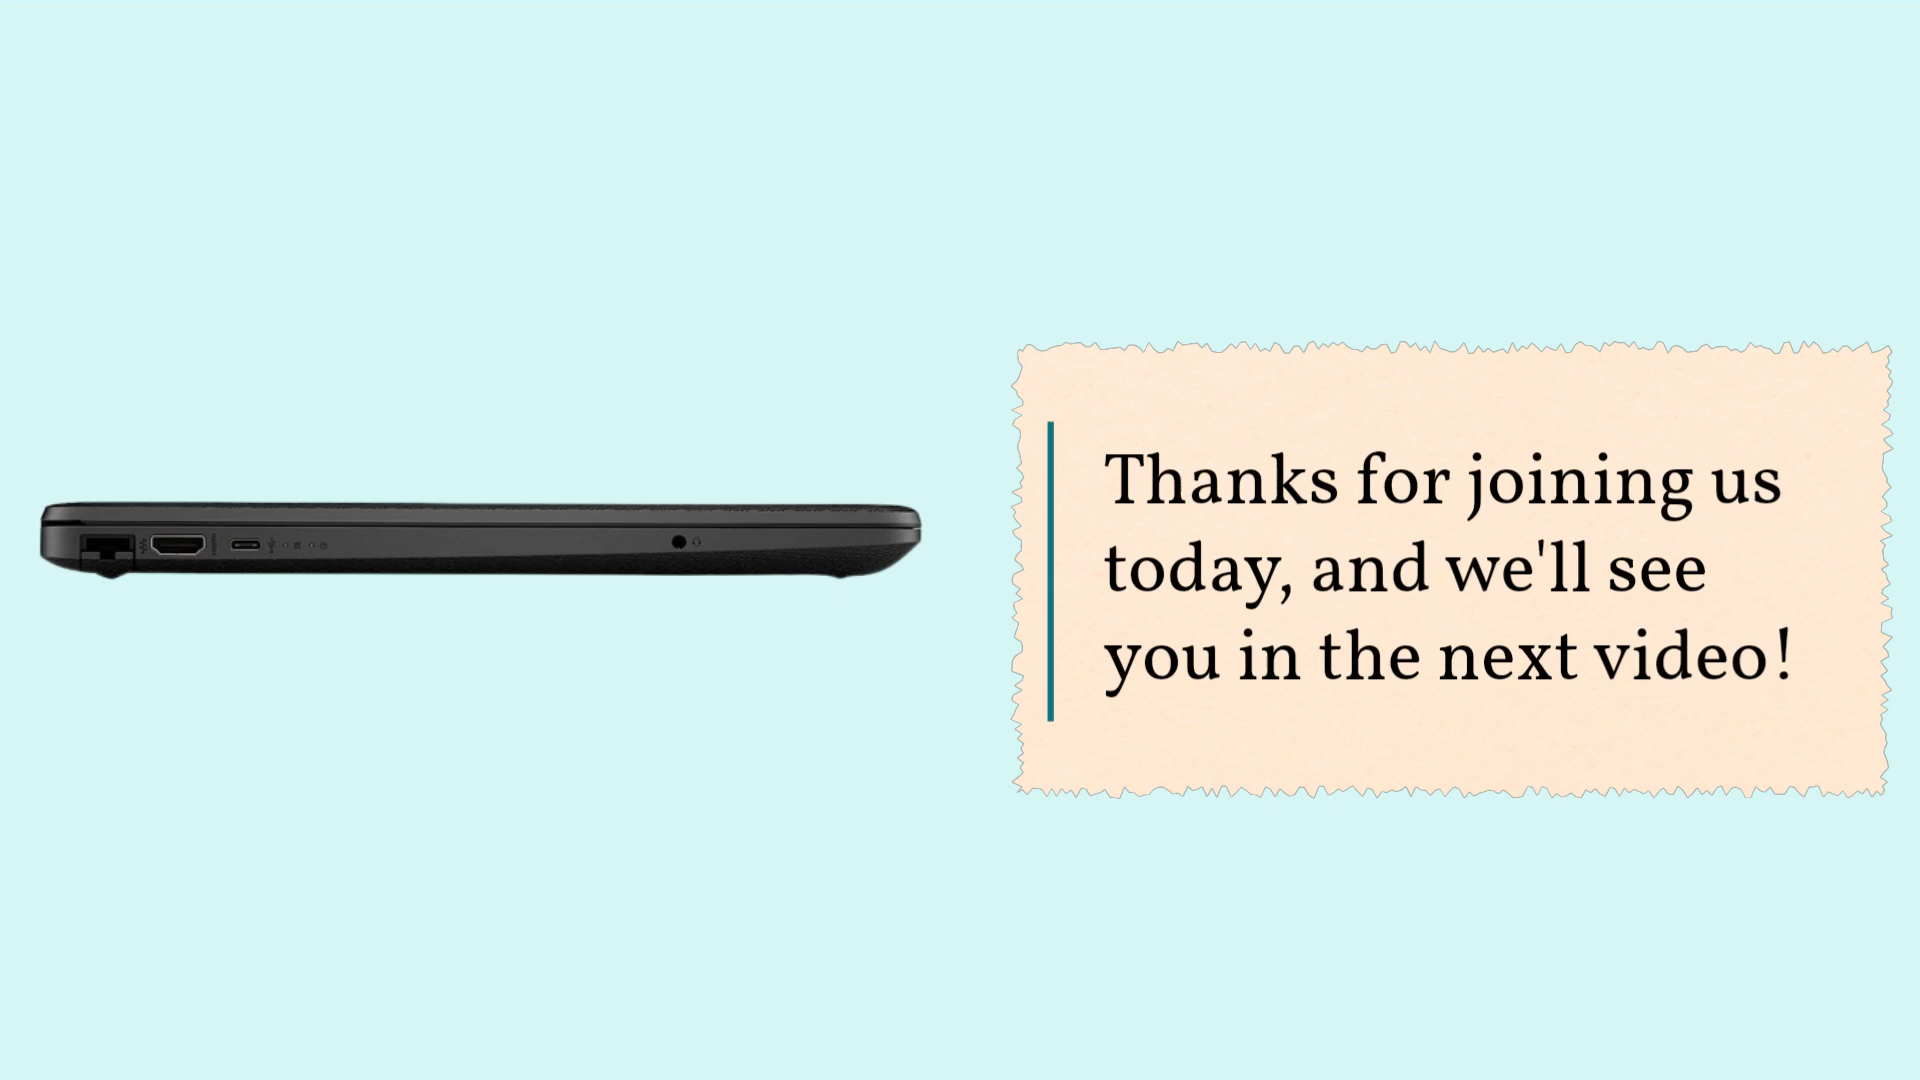 Thanks for joining us
today, and we'll see
you in the next video!